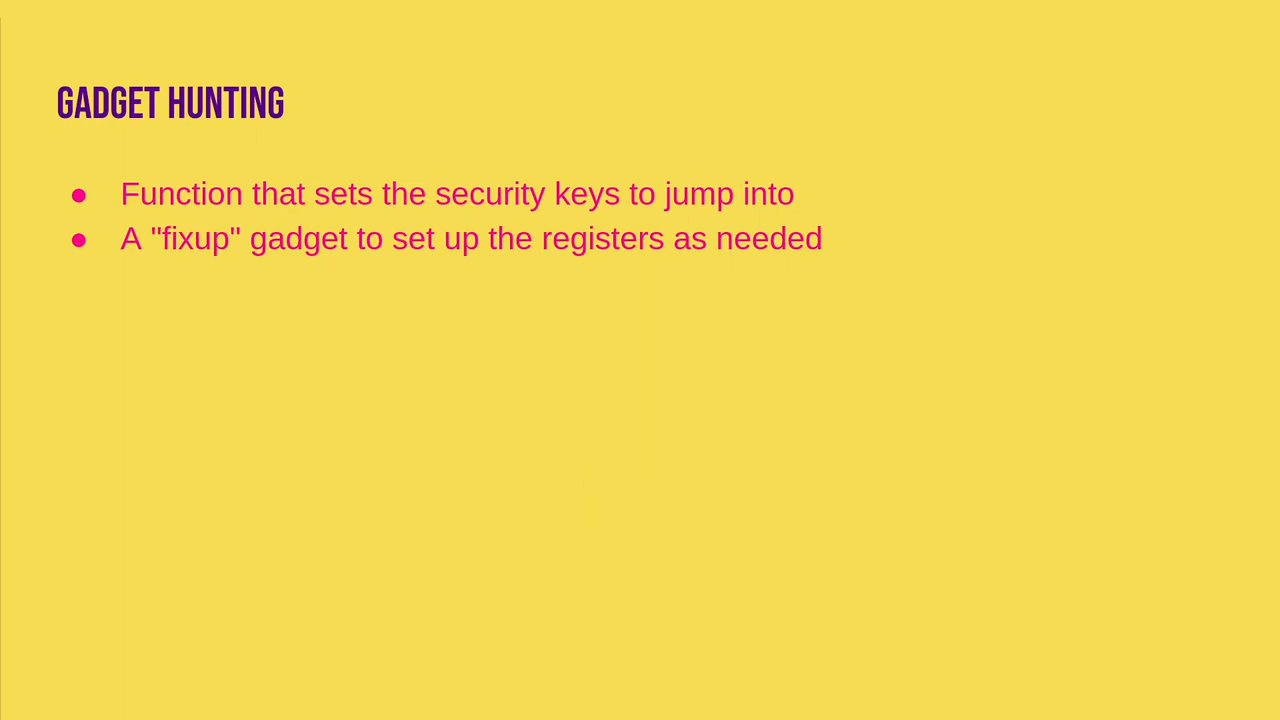 GADGET HUNTING
● Function that sets the security keys to jump into
● A "fixup" gadget to set up the registers as needed